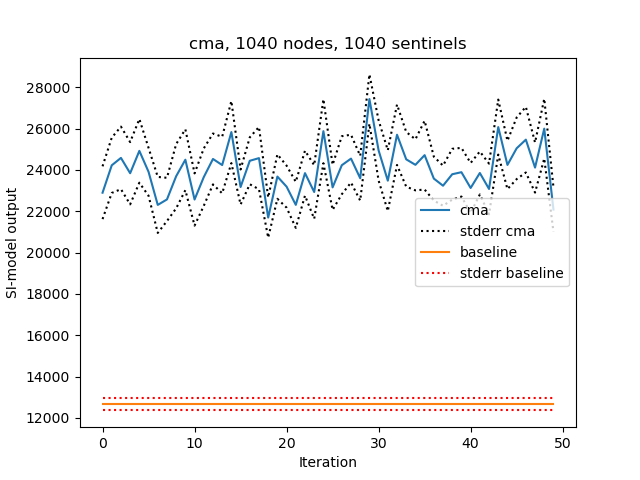 cma, 1040 nodes, 1040 sentinels
28000
26000
24000
22000
20000
18000
16000
14000
12000
SI-model output
cma
stderr cma
baseline
stderr baseline
0
10
20
30
40
50
Iteration